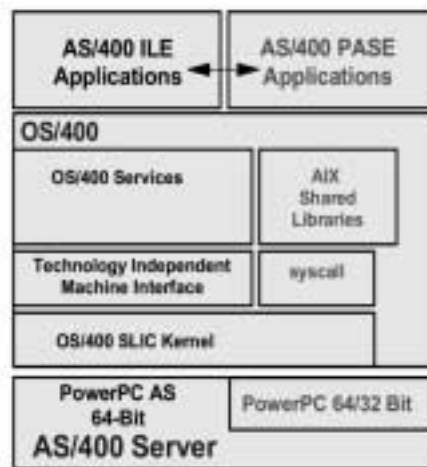 AS/400 ILE
Applications
AS/400 PASE
Applications
OS/400
OS/400 Services
AIX
Shared
Libraries
Technology Independent
Machine Interface
syscall
OS/400 SLIC Kernel
PowerPC AS
64-Bit
PowerPC 64/32 Bit
AS/400 Server